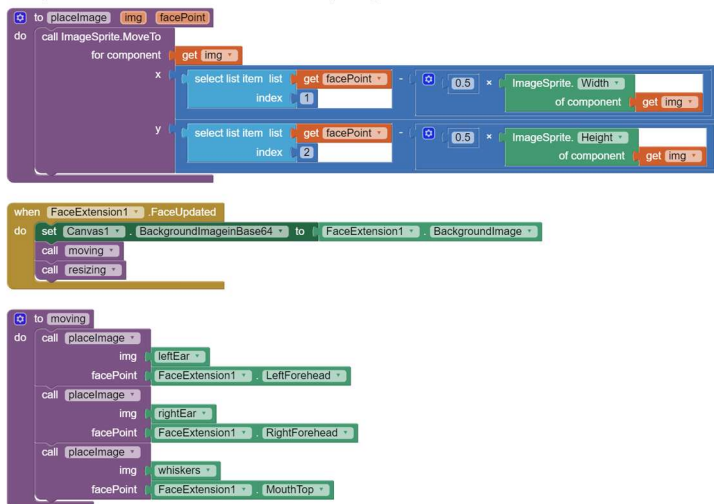 to placeImage img facePoint
do call ImageSprite.MoveTo
for component get img
x select list item list get facePoint - 0.5 × ImageSprite. Width
index 1 of component get img
y select list item list get facePoint - 0.5 × ImageSprite. Height
index 2 of component get img
when FaceExtension1 .FaceUpdated
do set Canvas1 . BackgroundImageinBase64 to FaceExtension1 . BackgroundImage
call moving
call resizing
to moving
do call placeImage
img leftEar
facePoint FaceExtension1 . LeftForehead
call placeImage
img rightEar
facePoint FaceExtension1 . RightForehead
call placeImage
img whiskers
facePoint FaceExtension1 . MouthTop